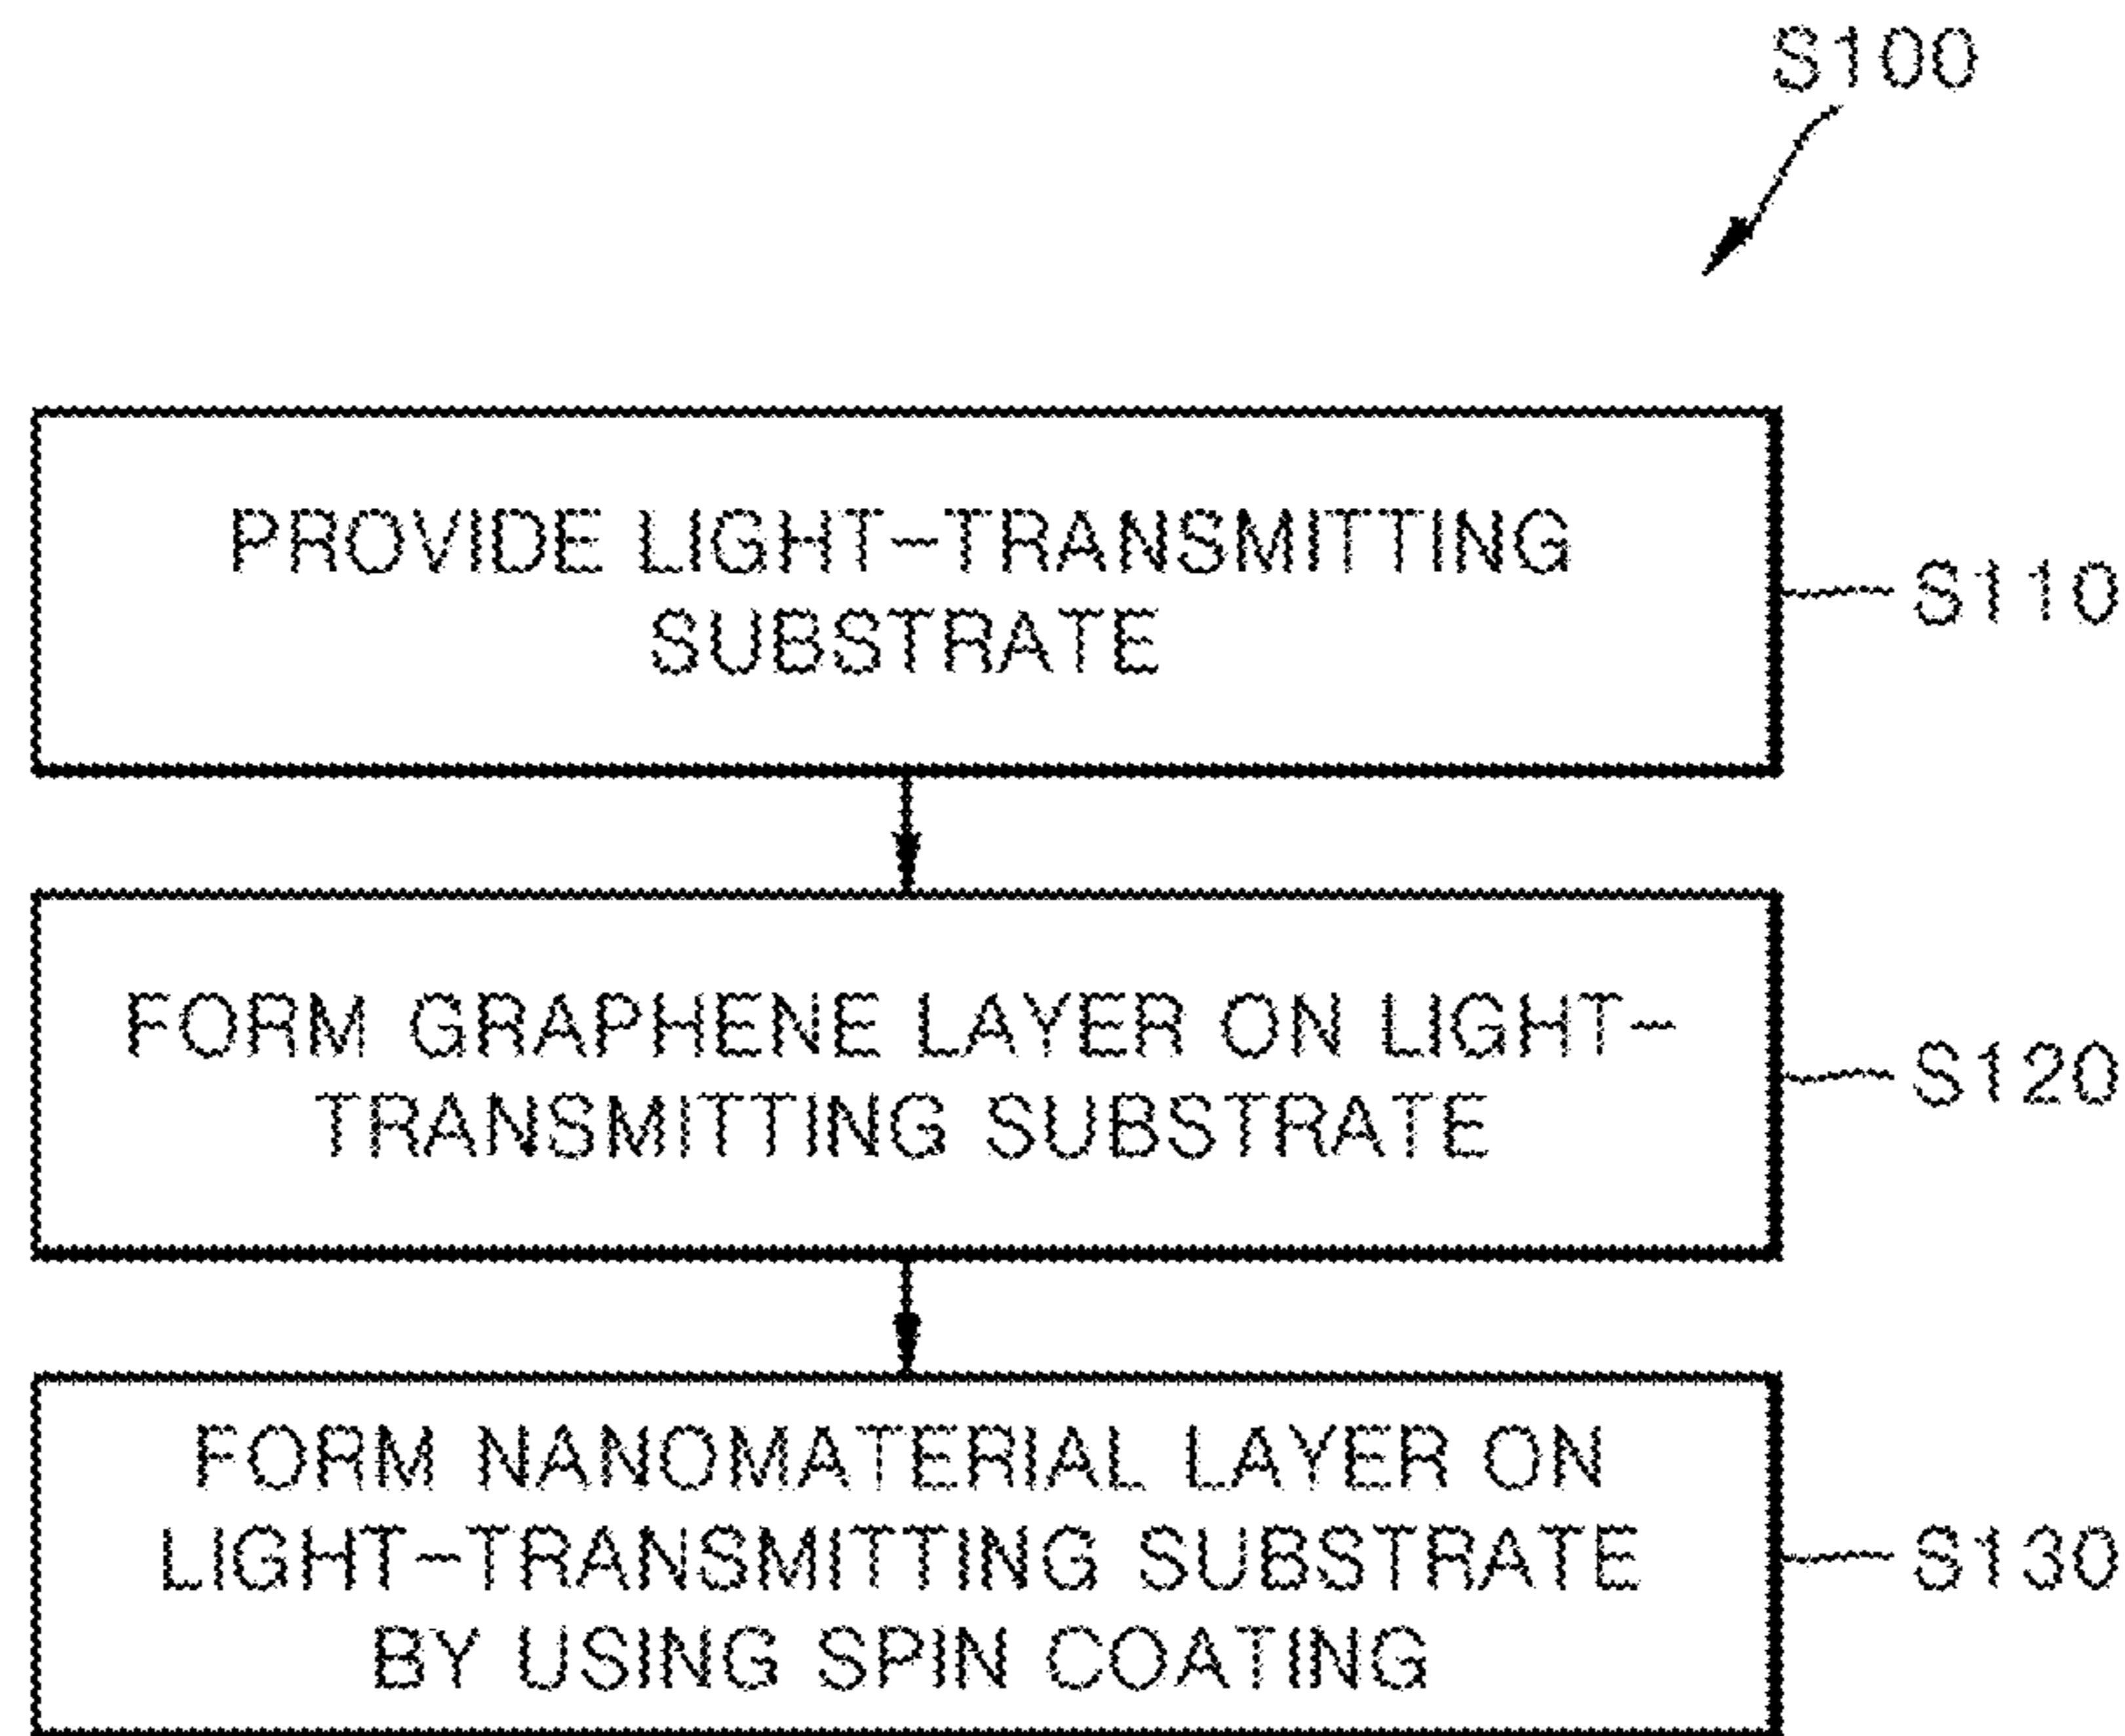 S100
PROVIDE LIGHT-TRANSMITTING
SUBSTRATE
S110
FORM GRAPHENE LAYER ON LIGHT-
TRANSMITTING SUBSTRATE
S120
FORM NANOMATERIAL LAYER ON
LIGHT-TRANSMITTING SUBSTRATE
BY USING SPIN COATING
S130